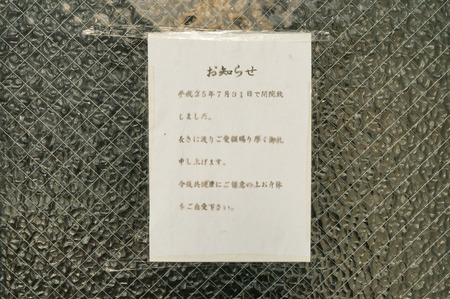 お知らせ
平成25年7月31日で閉院致
しました。
長きに渡りご愛顧賜り厚く御礼
申し上げます。
今後共健康にご留意の上お身体
をご自愛下さい。